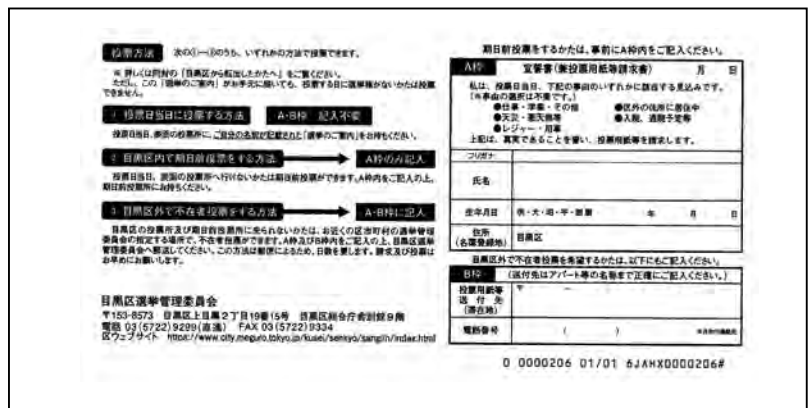 投票方法 次の①～③のうち、いずれかの方法で投票できます。
※ 詳しくは同封の「目黒区から転出したかたへ」をご覧ください。
ただし、この「選挙のご案内」がお手元に届いても、投票する日に選挙権がないかたは投票
できません。
1 投票日当日に投票する方法 A・B枠 記入不要
投票日当日、指定の投票所に、ご自分の名前が記載された「選挙のご案内」をお持ちください。
2 目黒区内で期日前投票をする方法 → A枠のみ記入
投票日当日、指定の投票所へ行けないかたは期日前投票ができます。A枠内をご記入の上、
期日前投票所にお持ちください。
3 目黒区外で不在者投票をする方法 → A・B枠に記入
目黒区の投票所及び期日前投票所に来られないかたは、お近くの区市町村の選挙管理
委員会の指定する場所で、不在者投票ができます。A枠及びB枠内をご記入の上、目黒区選挙
管理委員会へ郵送してください。この方法は郵便によるため、日数を要します。請求及び投票は
お早めにお願いします。
目黒区選挙管理委員会
〒153-8573 目黒区上目黒2丁目19番15号 目黒区総合庁舎別館9階
電話 03(5722)9299(直通) FAX 03(5722)9334
区ウェブサイト https://www.city.meguro.tokyo.jp/kusei/senkyo/sangiin/index.html
期日前投票をするかたは、事前にA枠内をご記入ください。
A枠 宣誓書(兼投票用紙等請求書) 月 日
私は、投票日当日、下記の事由のいずれかに該当する見込みです。
(※事由の選択は不要です。)
●仕事・学業・その他 ●区外の住所に居住中
●天災・悪天候等 ●入院、出産予定等
●レジャー・用事
上記は、真実であることを誓い、投票用紙等を請求します。
フリガナ
氏名
生年月日 明・大・昭・平・西暦 年 月 日
住所
(名簿登録地) 目黒区
目黒区外で不在者投票を希望するかたは、以下にもご記入ください。
B枠 (送付先はアパート等の名称まで正確にご記入ください。)
投票用紙等
送付先
(滞在地) 〒 －
電話番号 ( )
0 0000206 01/01 6JAHX0000206#